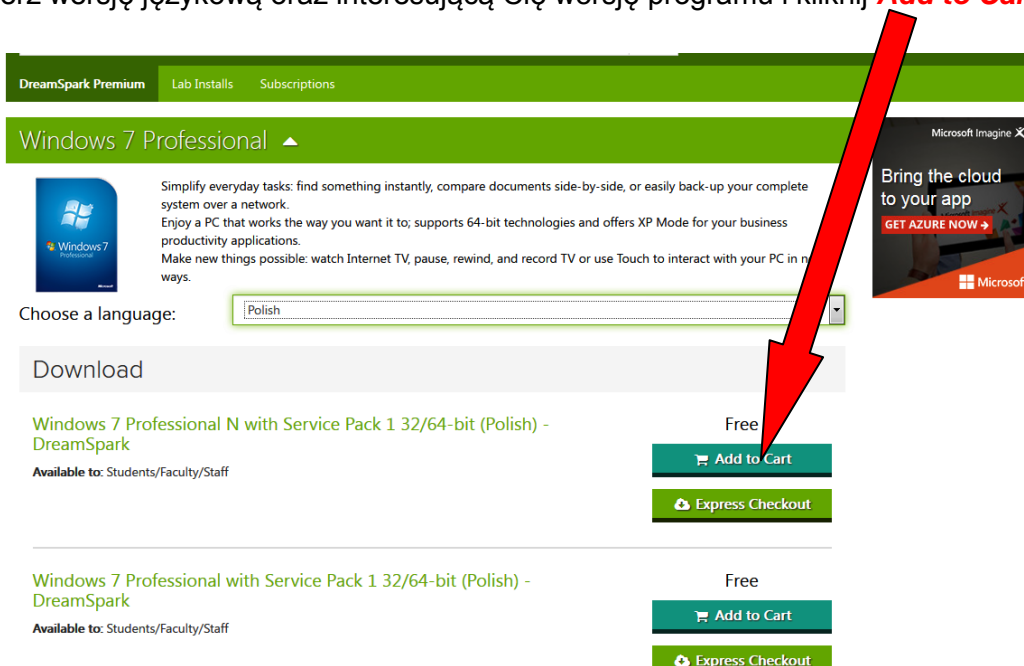 wersję językową oraz interesującą Cię wersję programu i kliknij
DreamSpark Premium Lab Installs Subscriptions
Windows 7 Professional
Microsoft Imagine
Bring the cloud
to your app
GET AZURE NOW
Microsoft
Windows 7
Professional
Simplify everyday tasks: find something instantly, compare documents side-by-side, or easily back-up your complete
system over a network.
Enjoy a PC that works the way you want it to; supports 64-bit technologies and offers XP Mode for your business
productivity applications.
Make new things possible: watch Internet TV, pause, rewind, and record TV or use Touch to interact with your PC in
ways.
Choose a language: Polish
Download
Windows 7 Professional N with Service Pack 1 32/64-bit (Polish) -
DreamSpark
Available to: Students/Faculty/Staff
Free
Add to Cart
Express Checkout
Windows 7 Professional with Service Pack 1 32/64-bit (Polish) -
DreamSpark
Available to: Students/Faculty/Staff
Free
Add to Cart
Express Checkout